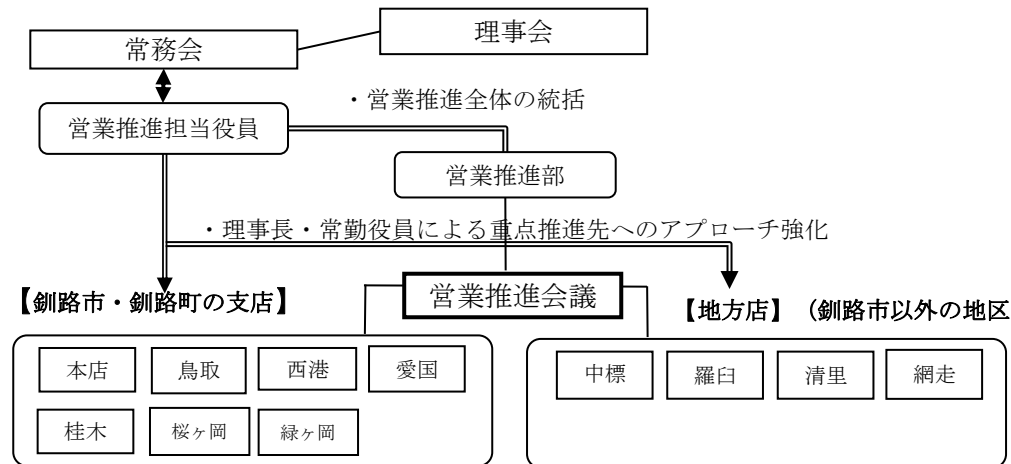 理事会
常務会
・営業推進全体の統括
営業推進担当役員
営業推進部
・理事長・常勤役員による重点推進先へのアプローチ強化
【釧路市・釧路町の支店】
営業推進会議
【地方店】（釧路市以外の地区
本店 鳥取 西港 愛国
桂木 桜ヶ岡 緑ヶ岡
中標 羅臼 清里 網走